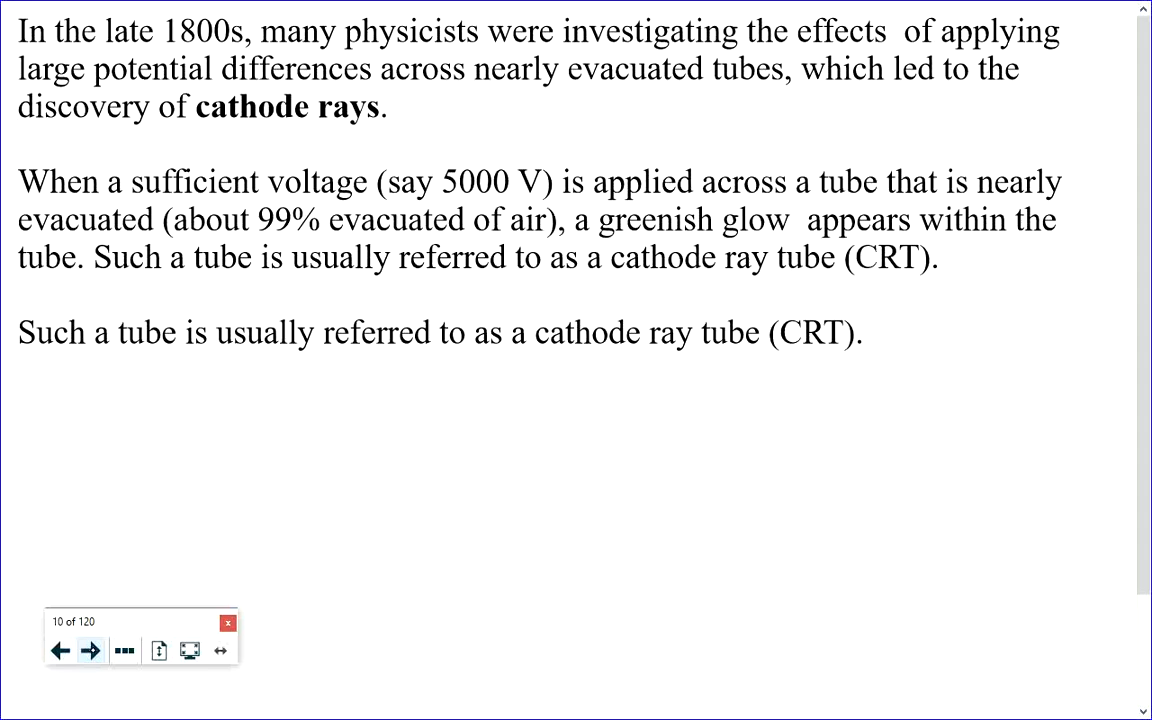 In the late 1800s, many physicists were investigating the effects  of applying
large potential differences across nearly evacuated tubes, which led to the
discovery of cathode rays.
When a sufficient voltage (say 5000 V) is applied across a tube that is nearly
evacuated (about 99% evacuated of air), a greenish glow  appears within the
tube. Such a tube is usually referred to as a cathode ray tube (CRT).
Such a tube is usually referred to as a cathode ray tube (CRT).
10 of 120